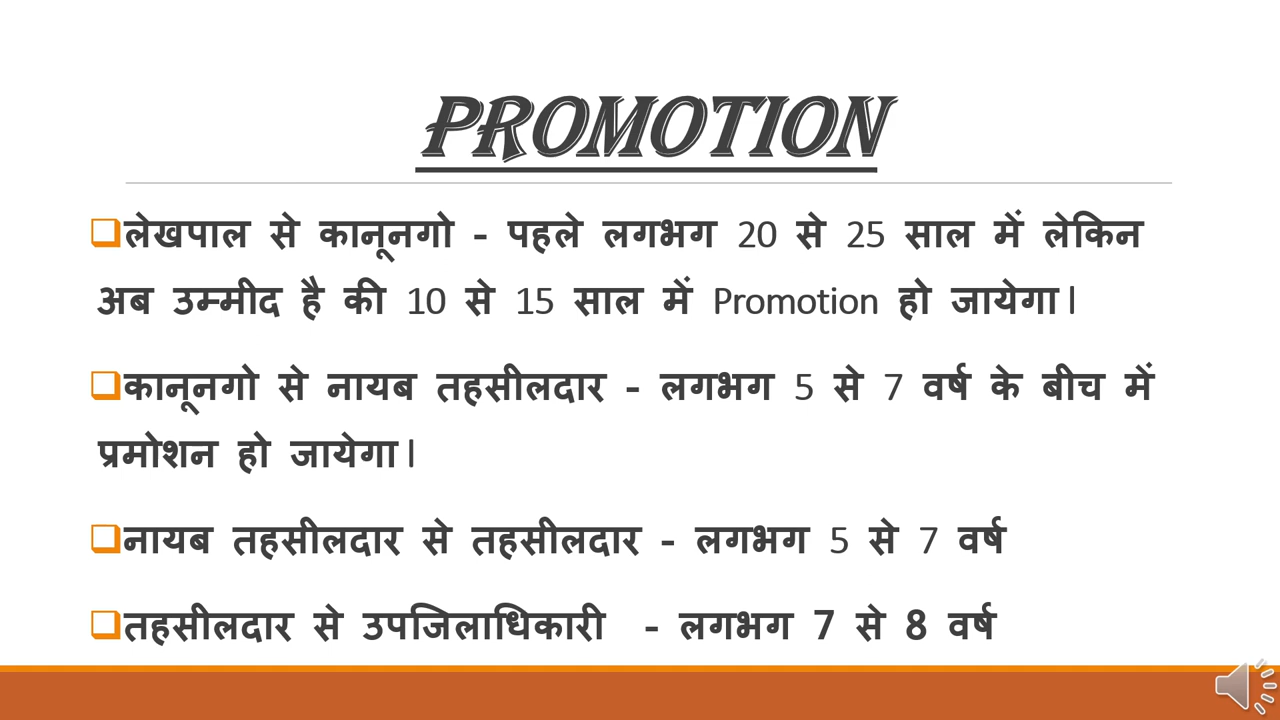 PROMOTION
लेखपाल से कानूनगो - पहले लगभग 20 से 25 साल में लेकिन
अब उम्मीद है की 10 से 15 साल में Promotion हो जायेगा।
कानूनगो से नायब तहसीलदार - लगभग 5 से 7 वर्ष के बीच में
प्रमोशन हो जायेगा।
नायब तहसीलदार से तहसीलदार - लगभग 5 से 7 वर्ष
तहसीलदार से उपजिलाधिकारी - लगभग 7 से 8 वर्ष